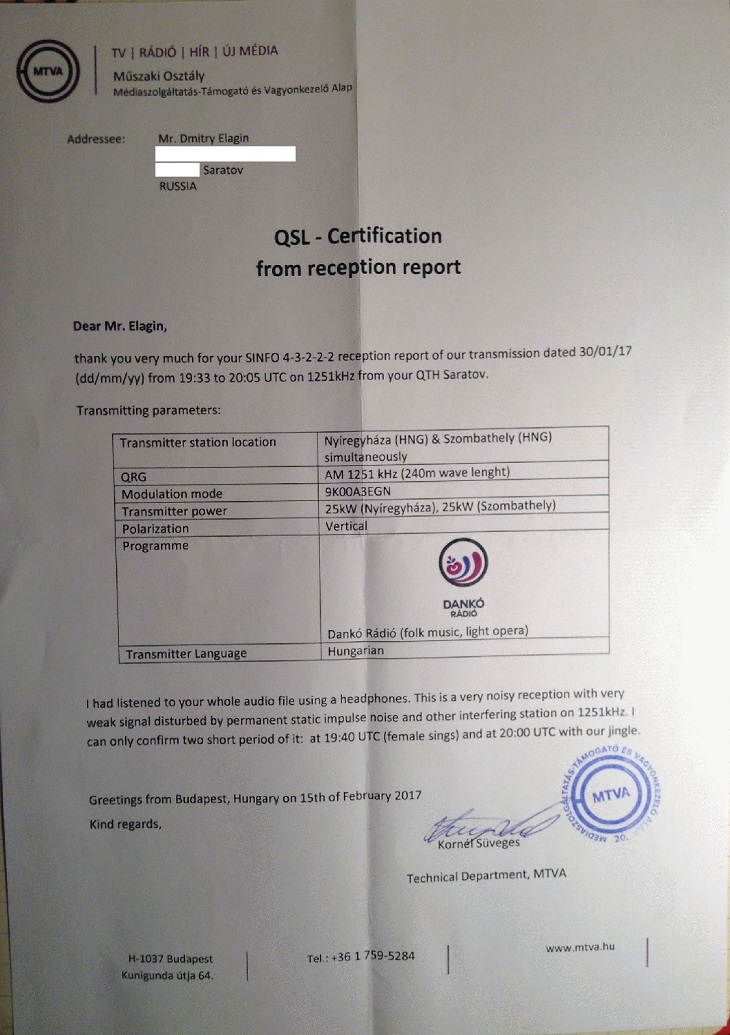 MTVA
TV | RÁDIÓ | HÍR | ÚJ MÉDIA
Műszaki Osztály
Médiaszolgáltatás-Támogató és Vagyonkezelő Alap
Addressee: Mr. Dmitry Elagin
Saratov
RUSSIA
QSL - Certification
from reception report
Dear Mr. Elagin,
thank you very much for your SINFO 4-3-2-2-2 reception report of our transmission dated 30/01/17
(dd/mm/yy) from 19:33 to 20:05 UTC on 1251kHz from your QTH Saratov.
Transmitting parameters:
Transmitter station location Nyíregyháza (HNG) & Szombathely (HNG)
simultaneously
QRG AM 1251 kHz (240m wave lenght)
Modulation mode 9K00A3EGN
Transmitter power 25kW (Nyíregyháza), 25kW (Szombathely)
Polarization Vertical
Programme
DANKÓ
RÁDIÓ
Dankó Rádió (folk music, light opera)
Transmitter Language Hungarian
I had listened to your whole audio file using a headphones. This is a very noisy reception with very
weak signal disturbed by permanent static impulse noise and other interfering station on 1251kHz. I
can only confirm two short period of it: at 19:40 UTC (female sings) and at 20:00 UTC with our jingle.
Greetings from Budapest, Hungary on 15th of February 2017
Kind regards,
MÉDIASZOLGÁLTATÁS-TÁMOGATÓ ÉS VAGYONKEZELŐ 20.
MTVA
Kornél Süveges
Technical Department, MTVA
H-1037 Budapest
Kunigunda útja 64.
Tel.: +36 1 759-5284
www.mtva.hu